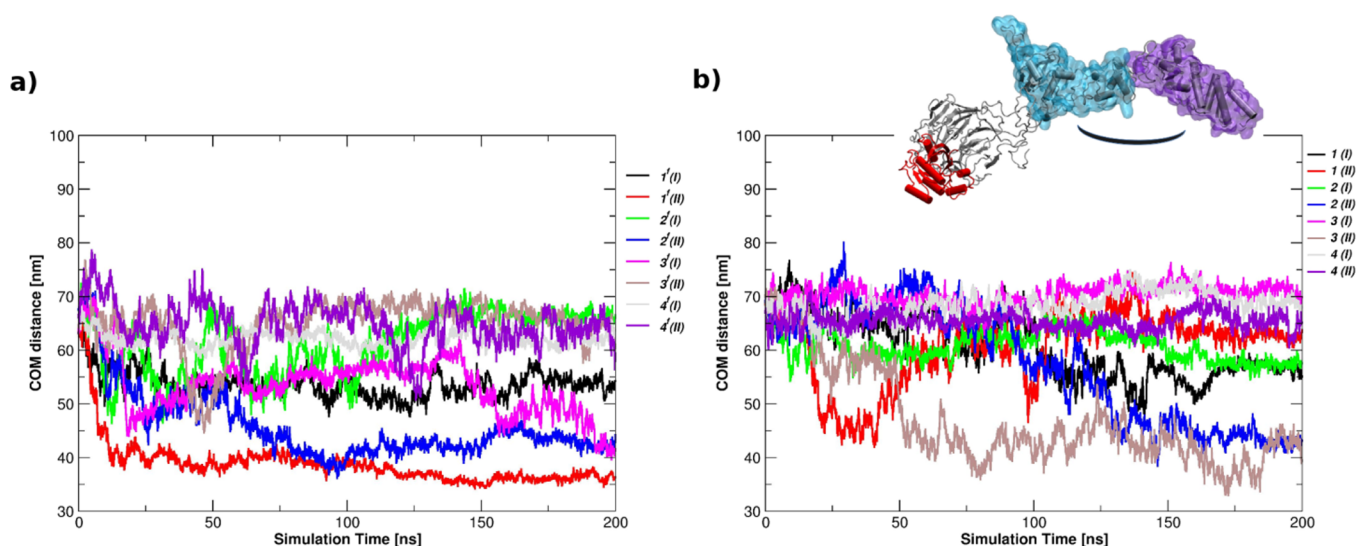 a)
100
90
80
70
60
50
40
30
COM distance [nm]
0
50
100
150
200
Simulation Time [ns]
1'(I)
1'(II)
2'(I)
2'(II)
3'(I)
3'(II)
4'(I)
4'(II)
b)
100
90
80
70
60
50
40
30
COM distance [nm]
0
50
100
150
200
Simulation Time [ns]
1 (I)
1 (II)
2 (I)
2 (II)
3 (I)
3 (II)
4 (I)
4 (II)